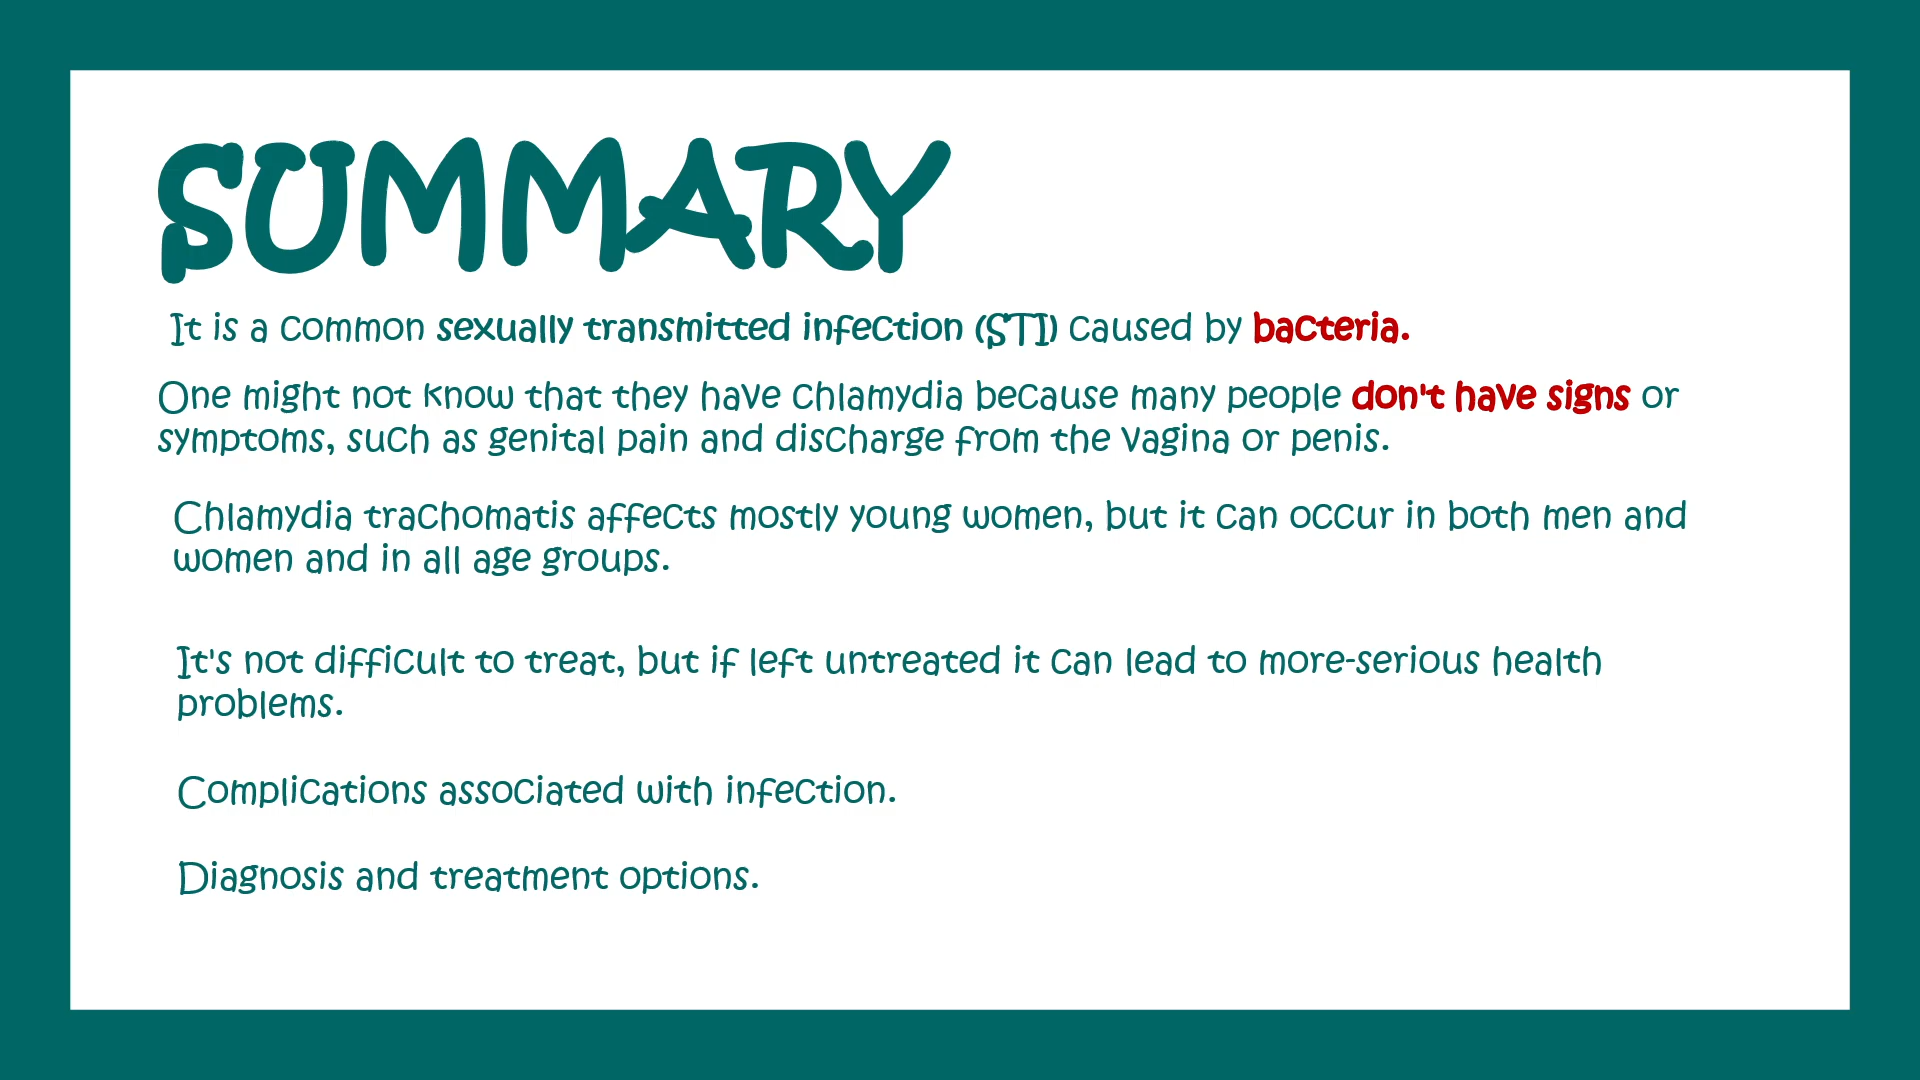 SUMMARY
It is a common sexually transmitted infection (STI) caused by bacteria.
One might not know that they have chlamydia because many people don't have signs or
symptoms, such as genital pain and discharge from the vagina or penis.
Chlamydia trachomatis affects mostly young women, but it can occur in both men and
women and in all age groups.
It's not difficult to treat, but if left untreated it can lead to more-serious health
problems.
Complications associated with infection.
Diagnosis and treatment options.